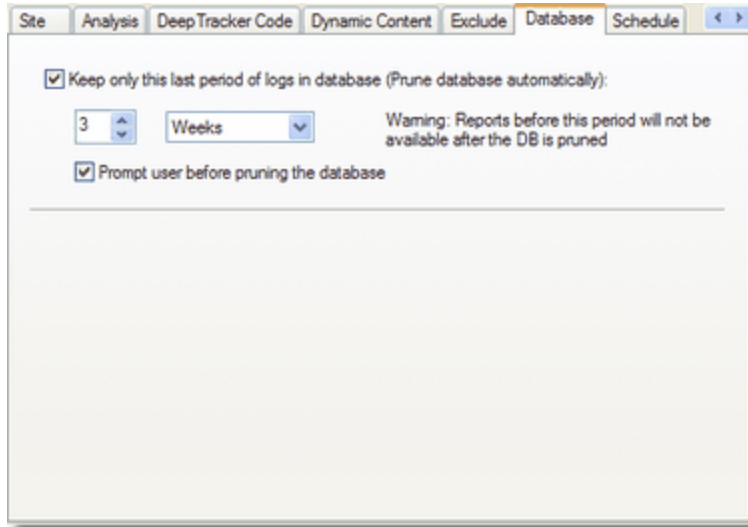 Site Analysis DeepTracker Code Dynamic Content Exclude Database Schedule
Keep only this last period of logs in database (Prune database automatically):
3 Weeks
Warning: Reports before this period will not be
available after the DB is pruned
Prompt user before pruning the database